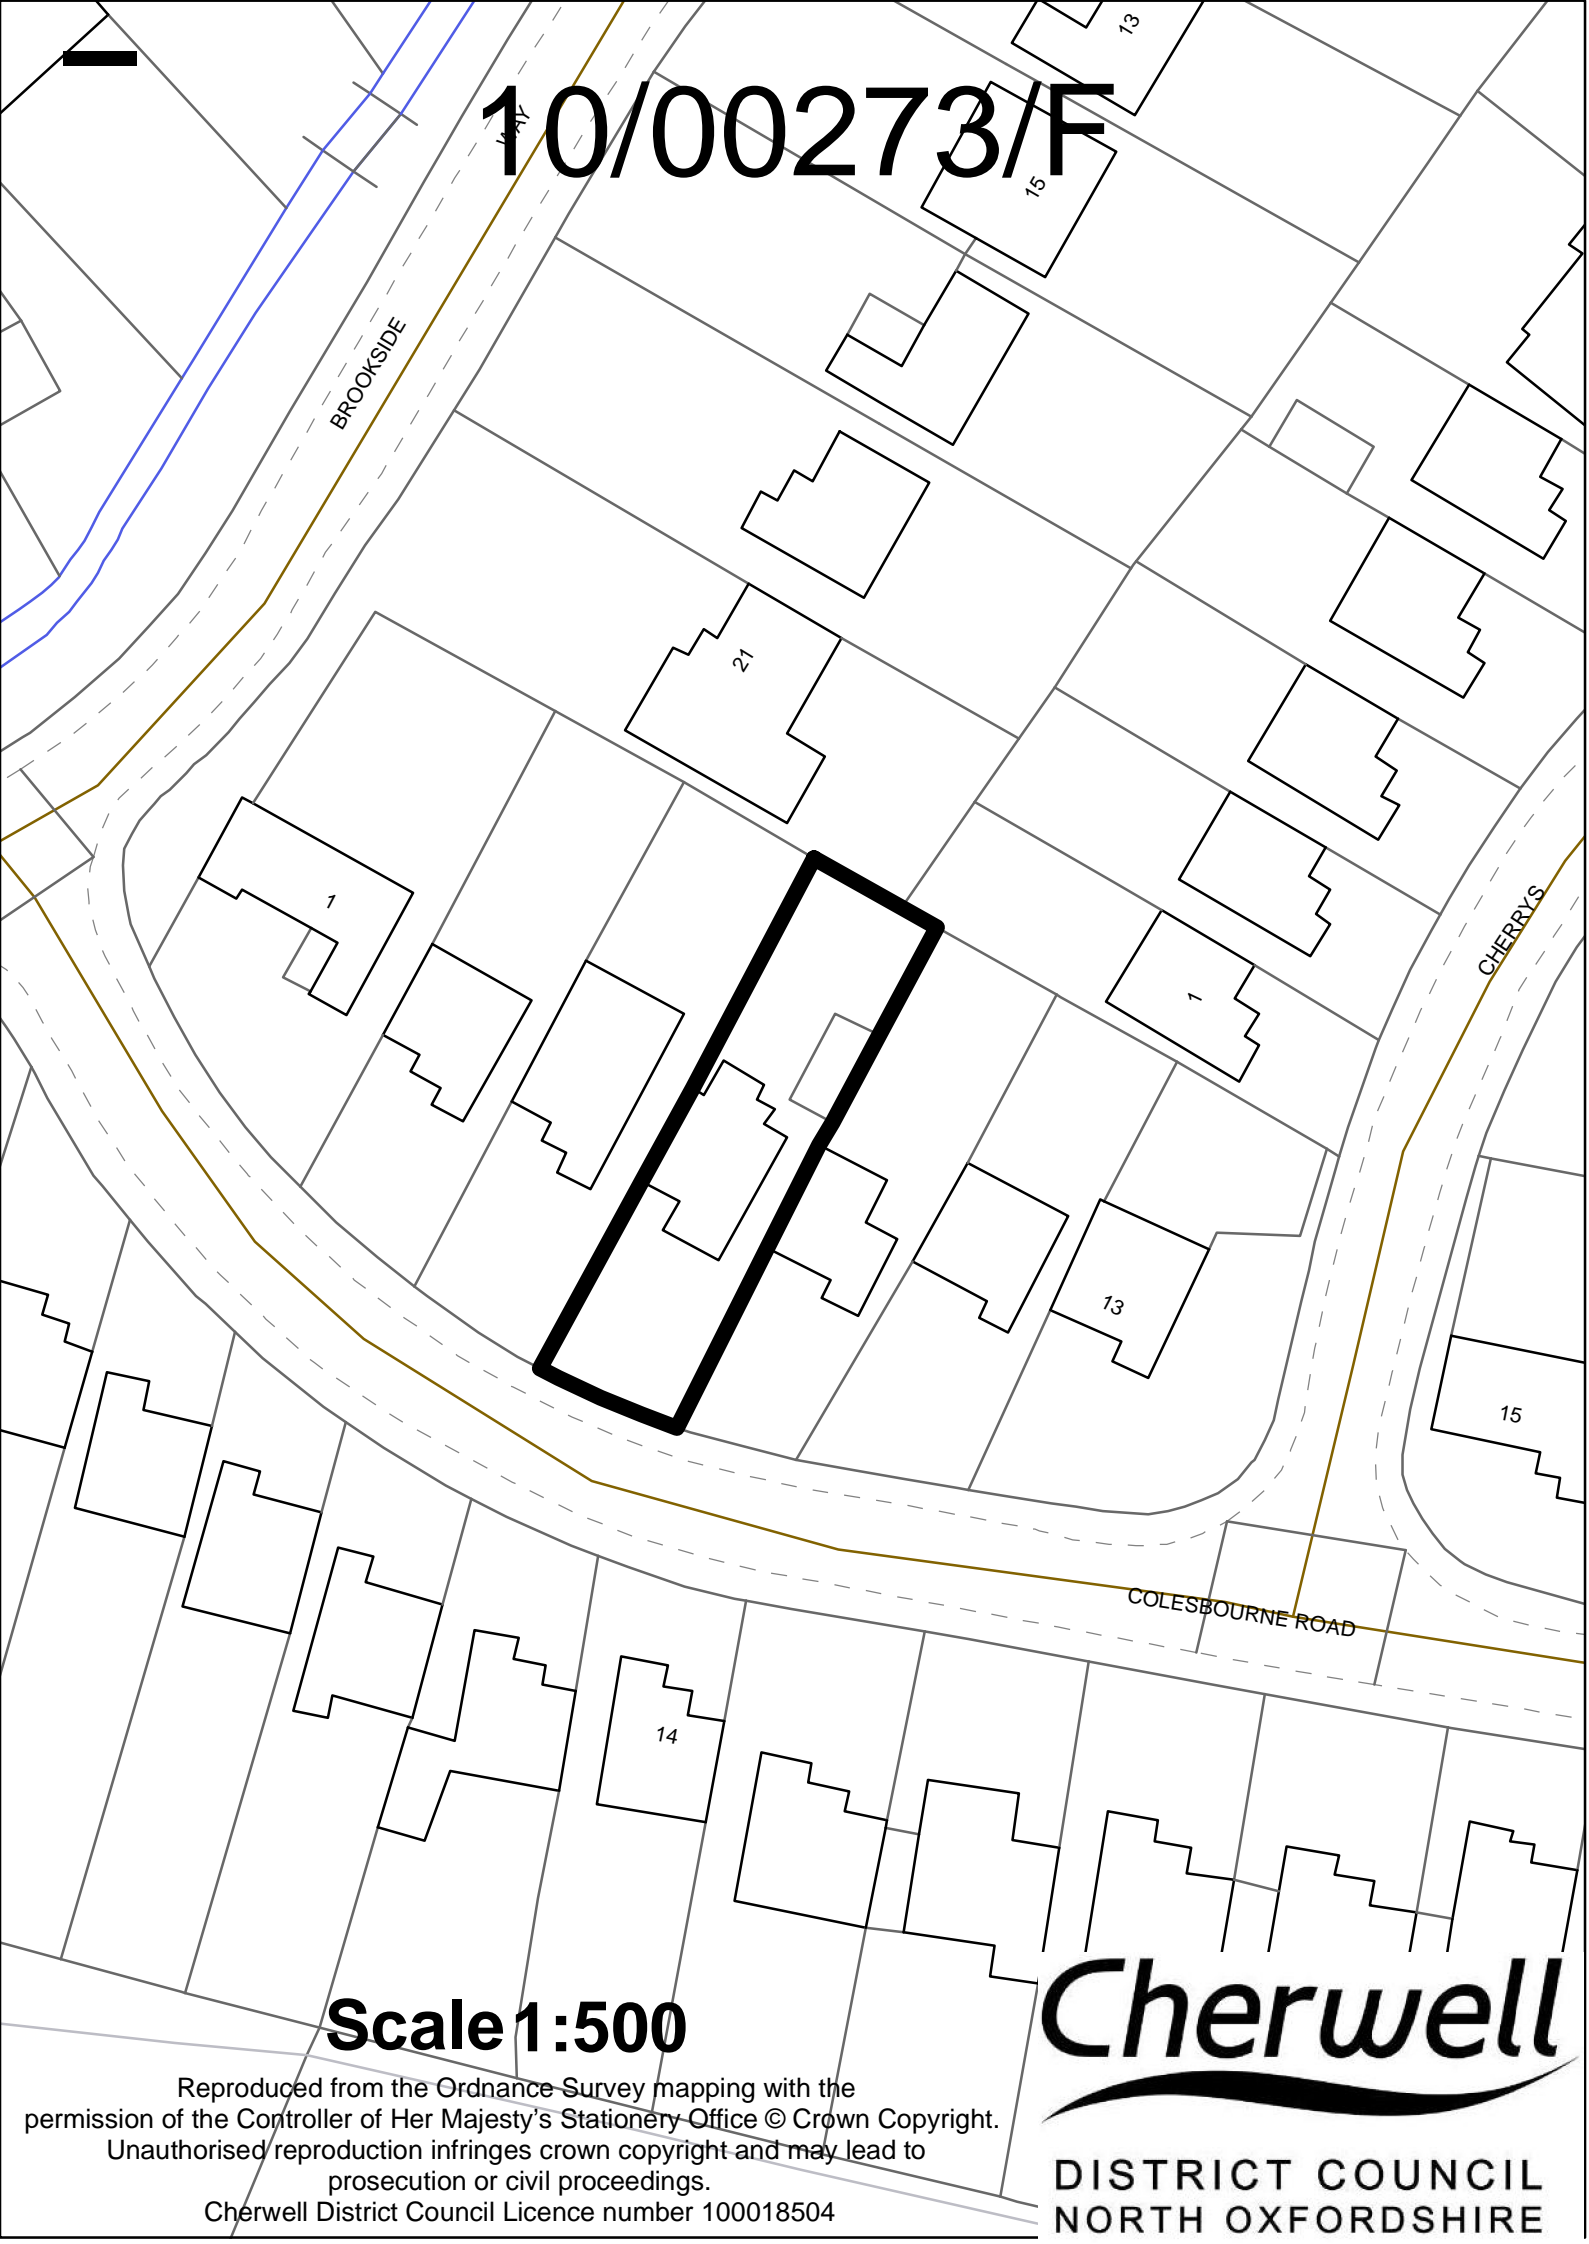 13
10/00273/F
WAY
15
BROOKSIDE
21
1
CHERRYS
1
13
15
COLESBOURNE ROAD
14
Scale 1:500
Reproduced from the Ordnance Survey mapping with the
permission of the Controller of Her Majesty's Stationery Office © Crown Copyright.
Unauthorised reproduction infringes crown copyright and may lead to
prosecution or civil proceedings.
Cherwell District Council Licence number 100018504
Cherwell
DISTRICT COUNCIL
NORTH OXFORDSHIRE